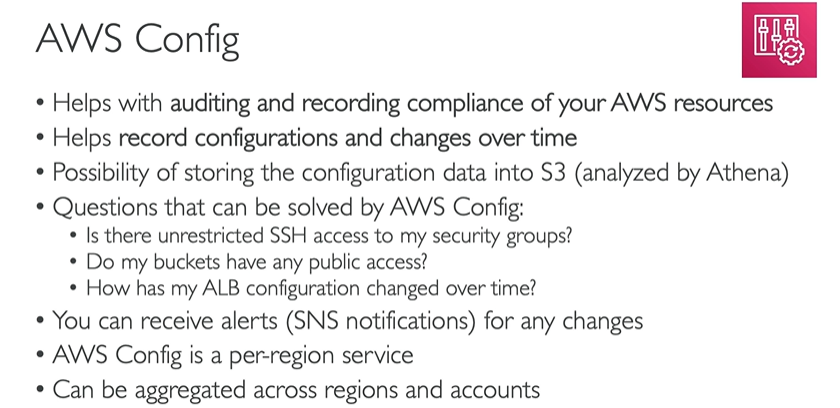 AWS Config
• Helps with auditing and recording compliance of your AWS resources
• Helps record configurations and changes over time
• Possibility of storing the configuration data into S3 (analyzed by Athena)
• Questions that can be solved by AWS Config:
• Is there unrestricted SSH access to my security groups?
• Do my buckets have any public access?
• How has my ALB configuration changed over time?
• You can receive alerts (SNS notifications) for any changes
• AWS Config is a per-region service
• Can be aggregated across regions and accounts